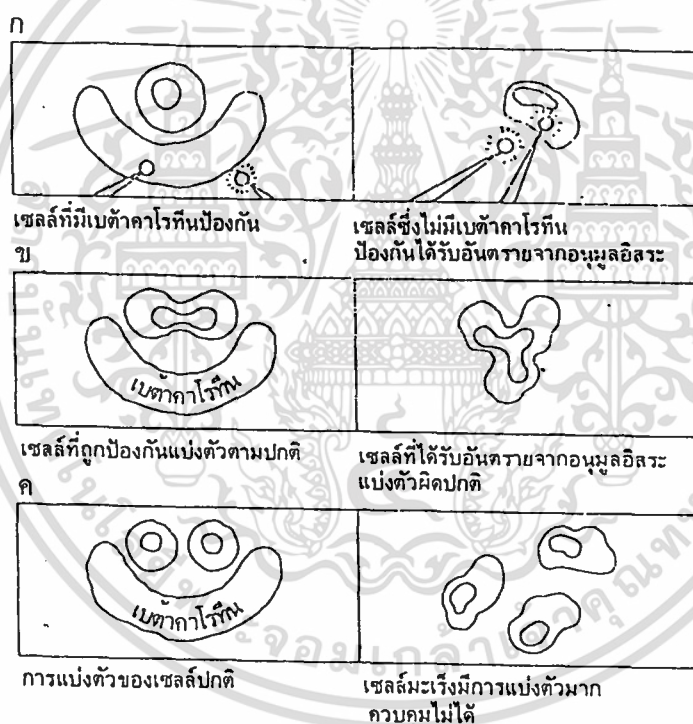 ก
เซลล์ที่มีเบต้าคาโรทีนป้องกัน
เซลล์ซึ่งไม่มีเบต้าคาโรทีน
ป้องกันได้รับอันตรายจากอนุมูลอิสระ
ข
เบต้าคาโรทีน
เซลล์ที่ถูกป้องกันแบ่งตัวตามปกติ
เซลล์ที่ได้รับอันตรายจากอนุมูลอิสระ
แบ่งตัวผิดปกติ
ค
เบต้าคาโรทีน
การแบ่งตัวของเซลล์ปกติ
เซลล์มะเร็งมีการแบ่งตัวมาก
ควบคุมไม่ได้